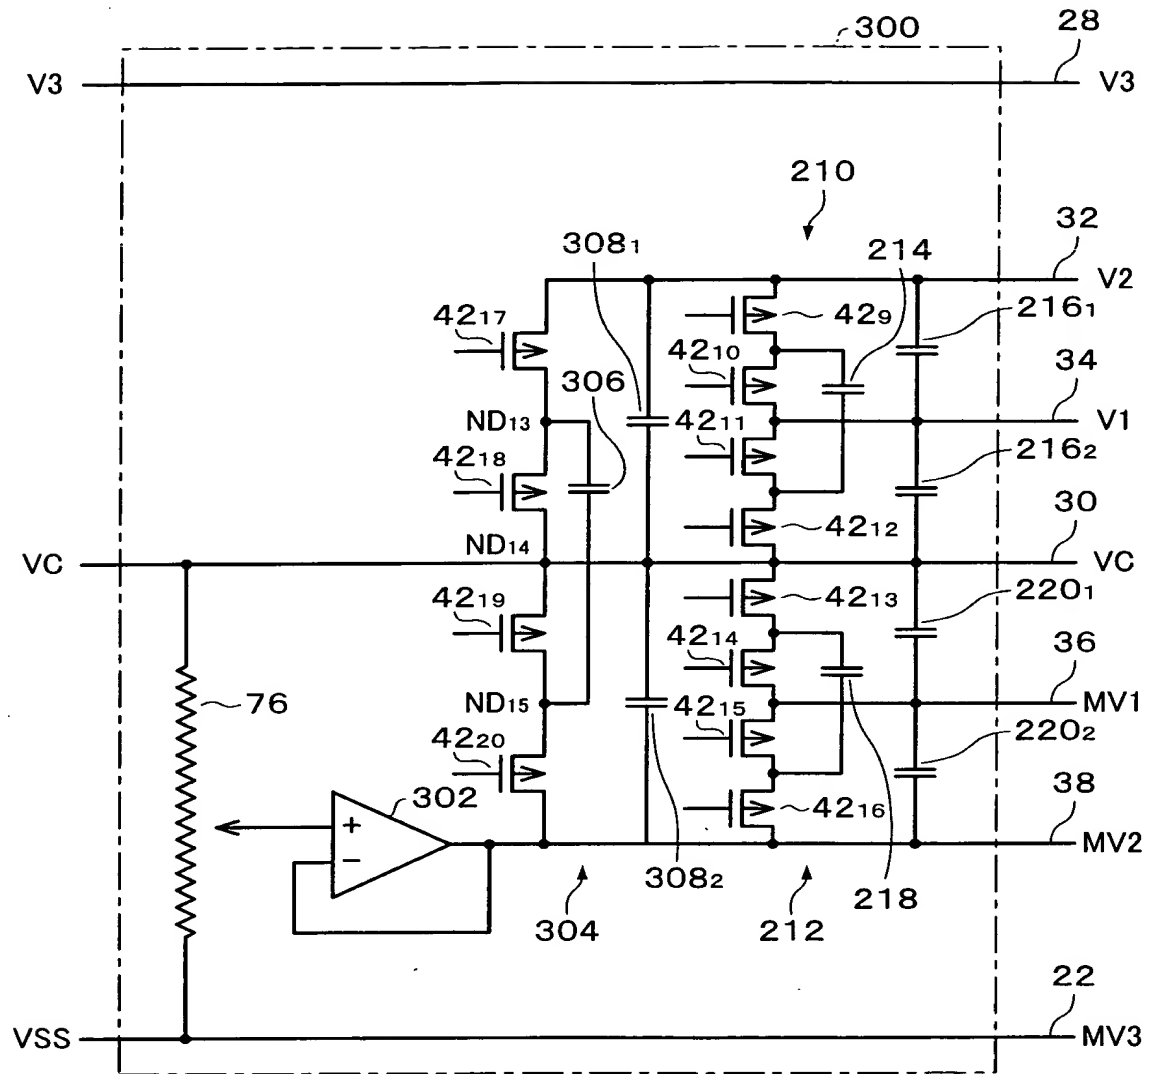 300
28
V3
V3
210
32
308₁
214
V2
42₁₇
42₉
216₁
42₁₀
306
34
ND₁₃
42₁₁
V1
42₁₈
216₂
42₁₂
30
ND₁₄
VC
VC
42₁₉
42₁₃
220₁
42₁₄
36
76
ND₁₅
42₁₅
MV1
220₂
42₂₀
302
42₁₆
38
+
MV2
−
308₂
218
304
212
22
VSS
MV3